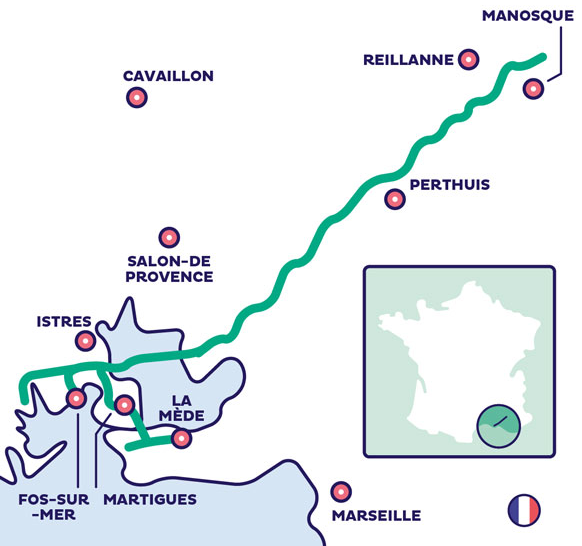 MANOSQUE
REILLANNE
CAVAILLON
PERTHUIS
SALON-DE
PROVENCE
ISTRES
LA
MÈDE
FOS-SUR
-MER
MARTIGUES
MARSEILLE